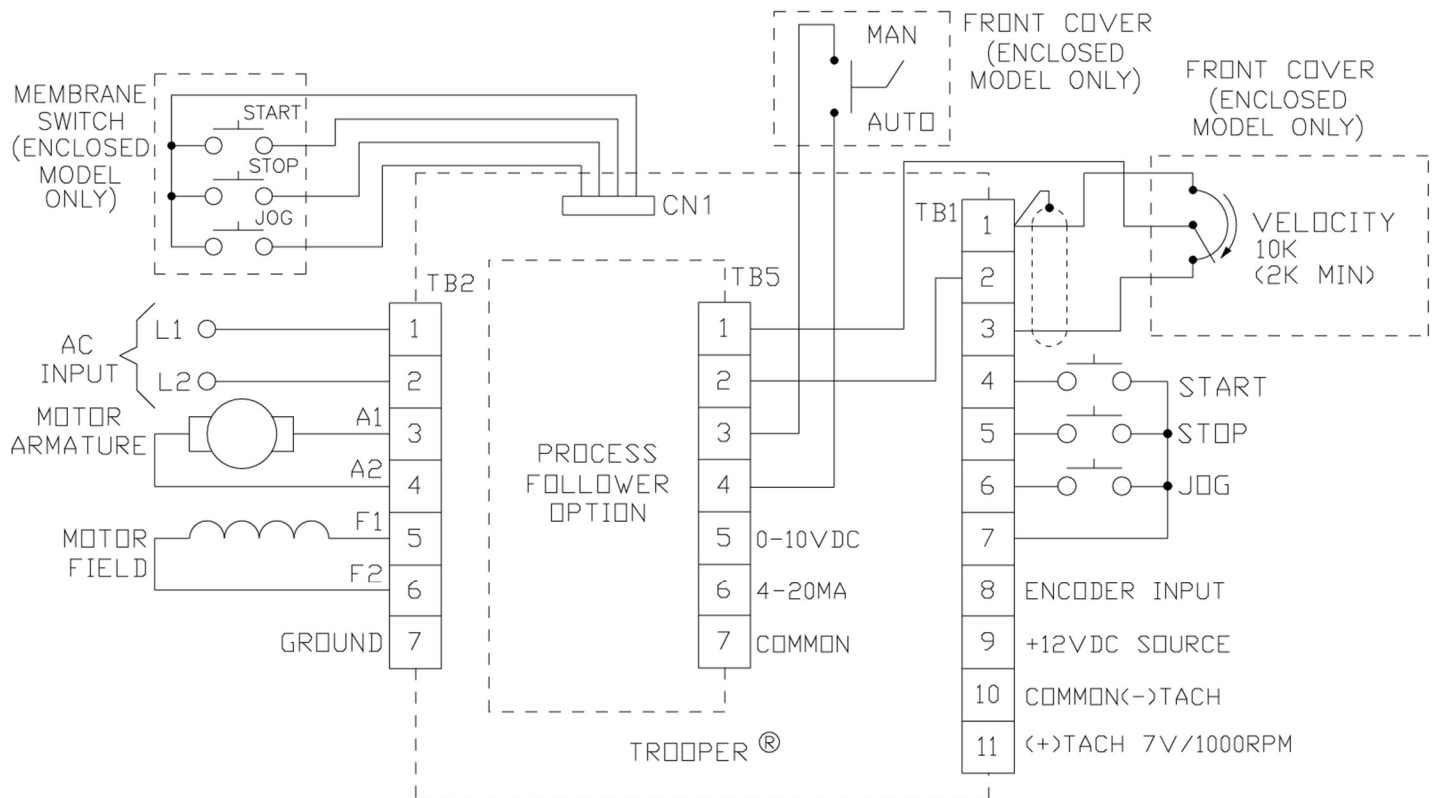 MAN
AUTO
FRONT COVER
(ENCLOSED
MODEL ONLY)
FRONT COVER
(ENCLOSED
MODEL ONLY)
MEMBRANE
SWITCH
(ENCLOSED
MODEL
ONLY)
START
STOP
JOG
CN1
TB1
1
2
3
4
5
6
7
8
9
10
11
VELOCITY
10K
(2K MIN)
START
STOP
JOG
ENCODER INPUT
+12VDC SOURCE
COMMON(-)TACH
(+)TACH 7V/1000RPM
TB2
1
2
3
4
5
6
7
AC
INPUT
L1
L2
MOTOR
ARMATURE
A1
A2
MOTOR
FIELD
F1
F2
GROUND
PROCESS
FOLLOWER
OPTION
TB5
1
2
3
4
5
6
7
0-10VDC
4-20MA
COMMON
TROOPER ®